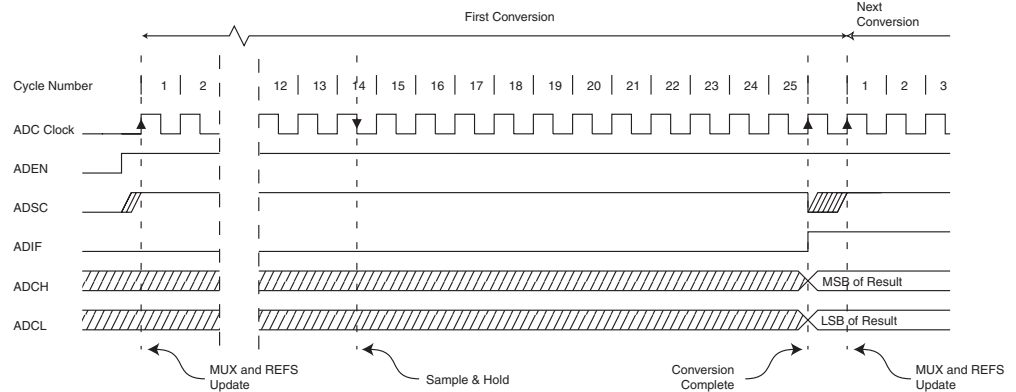 First Conversion
Next
Conversion
Cycle Number 1 2 12 13 14 15 16 17 18 19 20 21 22 23 24 25 1 2 3
ADC Clock
ADEN
ADSC
ADIF
ADCH MSB of Result
ADCL LSB of Result
MUX and REFS
Update
Sample & Hold
Conversion
Complete
MUX and REFS
Update